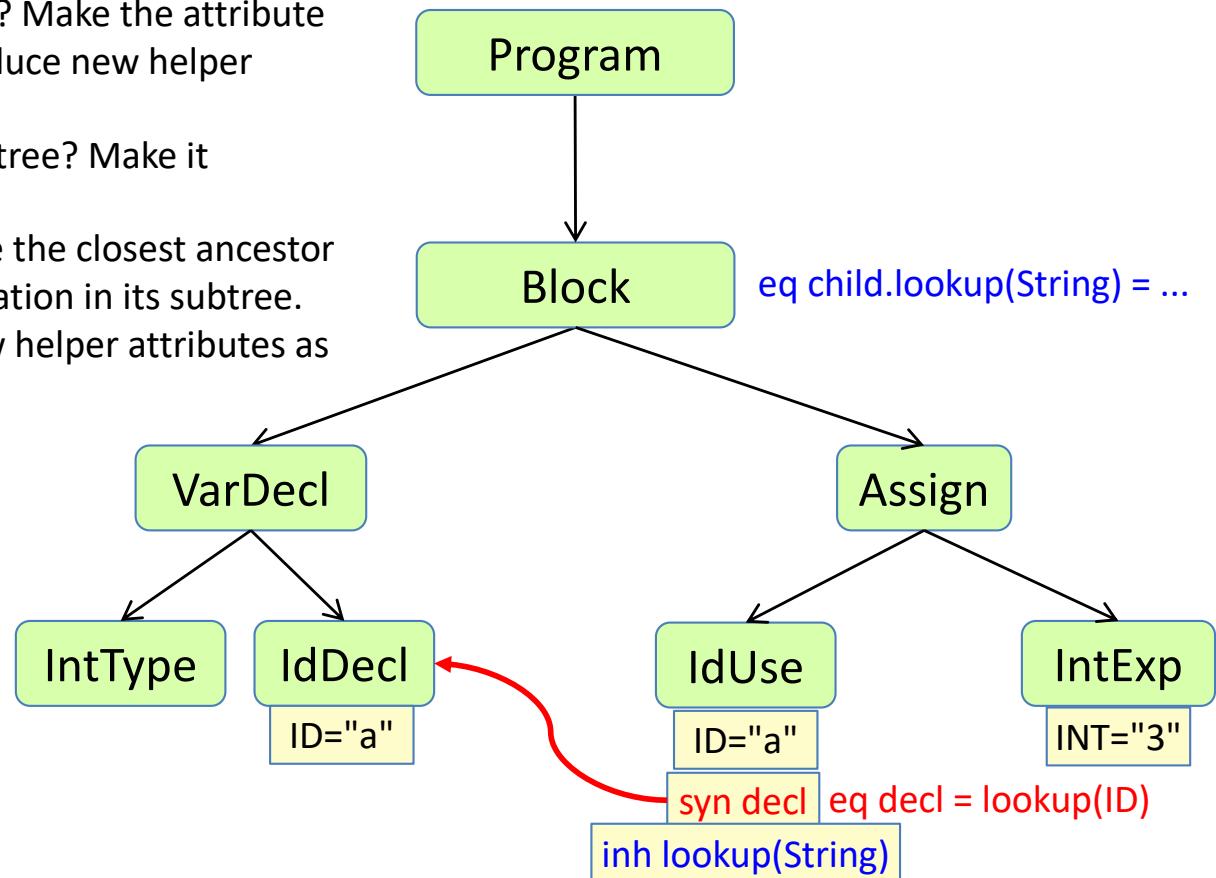 ? Make the attribute
duce new helper
tree? Make it
e the closest ancestor
ation in its subtree.
helper attributes as
Program
Block
eq child.lookup(String) = ...
VarDecl
Assign
IntType
IdDecl
IdUse
IntExp
ID="a"
ID="a"
INT="3"
syn decl
eq decl = lookup(ID)
inh lookup(String)